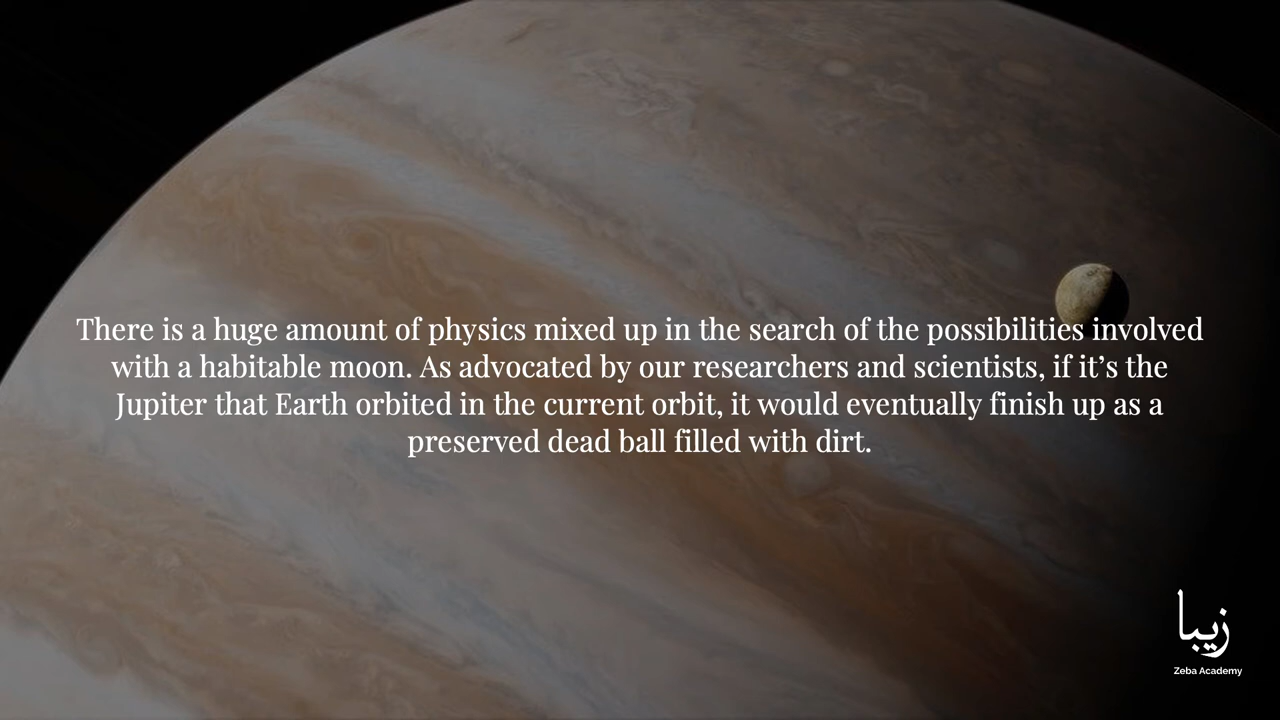 There is a huge amount of physics mixed up in the search of the possibilities involved
with a habitable moon. As advocated by our researchers and scientists, if it’s the
Jupiter that Earth orbited in the current orbit, it would eventually finish up as a
preserved dead ball filled with dirt.
زيبا
Zeba Academy